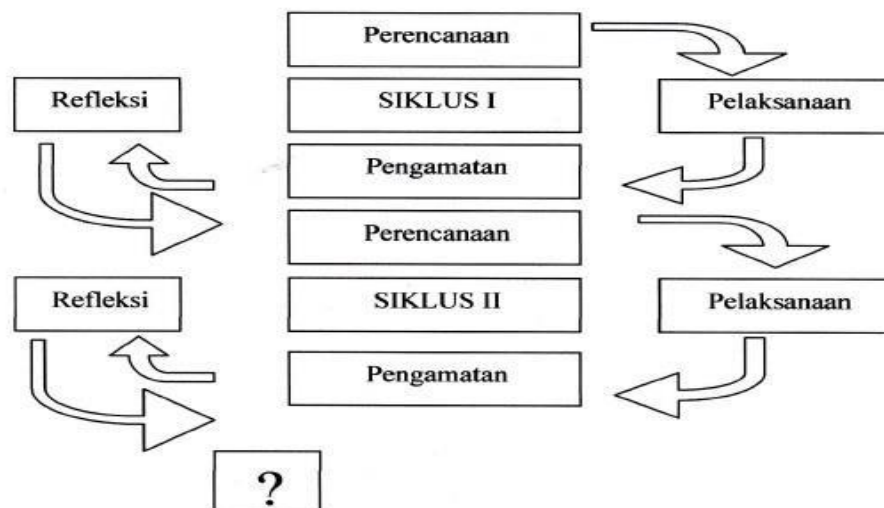 Perencanaan
Refleksi
SIKLUS I
Pelaksanaan
Pengamatan
Perencanaan
Refleksi
SIKLUS II
Pelaksanaan
Pengamatan
?